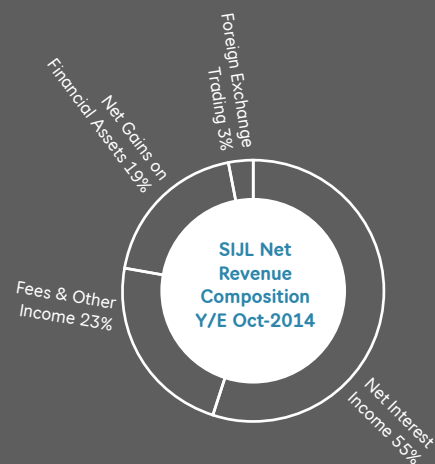 Foreign Exchange
Trading 3%
Net Gains on
Financial Assets 19%
SIJL Net
Revenue
Composition
Y/E Oct-2014
Fees & Other
Income 23%
Net Interest
Income 55%